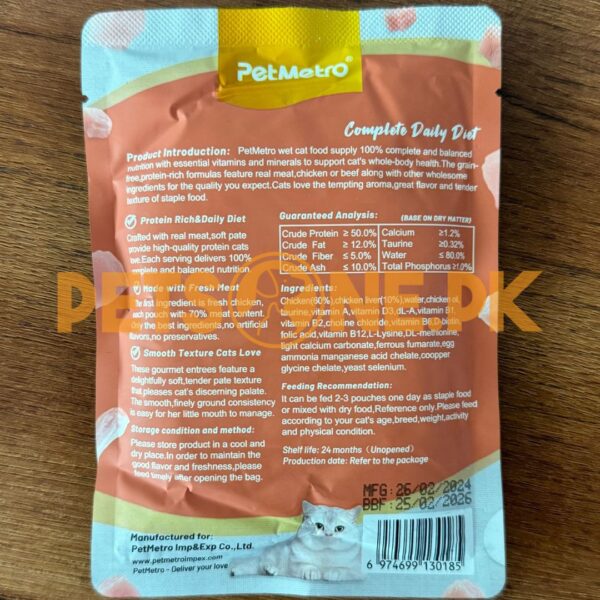 PetMetro®
Complete Daily Diet
Product Introduction: PetMetro wet cat food supply 100% complete and balanced
nutrition with essential vitamins and minerals to support cat's whole-body health.The grain-
free,protein-rich formulas feature real meat,chicken or beef along with other wholesome
ingredients for the quality you expect.Cats love the tempting aroma,great flavor and tender
texture of staple food.
Protein Rich&Daily Diet
Crafted with real meat,soft pate
provide high-quality protein cats
love.Each serving delivers 100%
complete and balanced nutrition.
Made with Fresh Meat
The first ingredient is fresh chicken,
each pouch with 70% meat content.
Only the best ingredients,no artificial
flavors,no preservatives.
Smooth Texture Cats Love
These gourmet entrees feature a
delightfully soft,tender pate texture
that pleases cat's discerning palate.
The smooth,finely ground consistency
is easy for her little mouth to manage.
Storage condition and method:
Please store product in a cool and
dry place.In order to maintain the
good flavor and freshness,please
feed timely after opening the bag.
Guaranteed Analysis: (BASE ON DRY MATTER)
Crude Protein ≥ 50.0% Calcium ≥1.2%
Crude Fat ≥ 12.0% Taurine ≥0.32%
Crude Fiber ≤ 5.0% Water ≤ 80.0%
Crude Ash ≤ 10.0% Total Phosphorus ≥1.0%
Ingredients:
Chicken(60%),chicken liver(10%),water,chicken oil,
taurine,vitamin A,vitamin D3,dL-A,vitamin B1,
vitamin B2,choline chloride,vitamin B6,D-biotin,
folic acid,vitamin B12,L-Lysine,DL-methionine,
light calcium carbonate,ferrous fumarate,egg
ammonia manganese acid chelate,coopper
glycine chelate,yeast selenium.
Feeding Recommendation:
It can be fed 2-3 pouches one day as staple food
or mixed with dry food,Reference only.Please feed
according to your cat's age,breed,weight,activity
and physical condition.
Shelf life: 24 months (Unopened)
Production date: Refer to the package
MFG:26/02/2024
BBF:25/02/2026
Manufactured for:
PetMetro Imp&Exp Co.,Ltd.
www.petmetroimpex.com
PetMetro - Deliver your love
6 974699 130185
PETZONE.PK